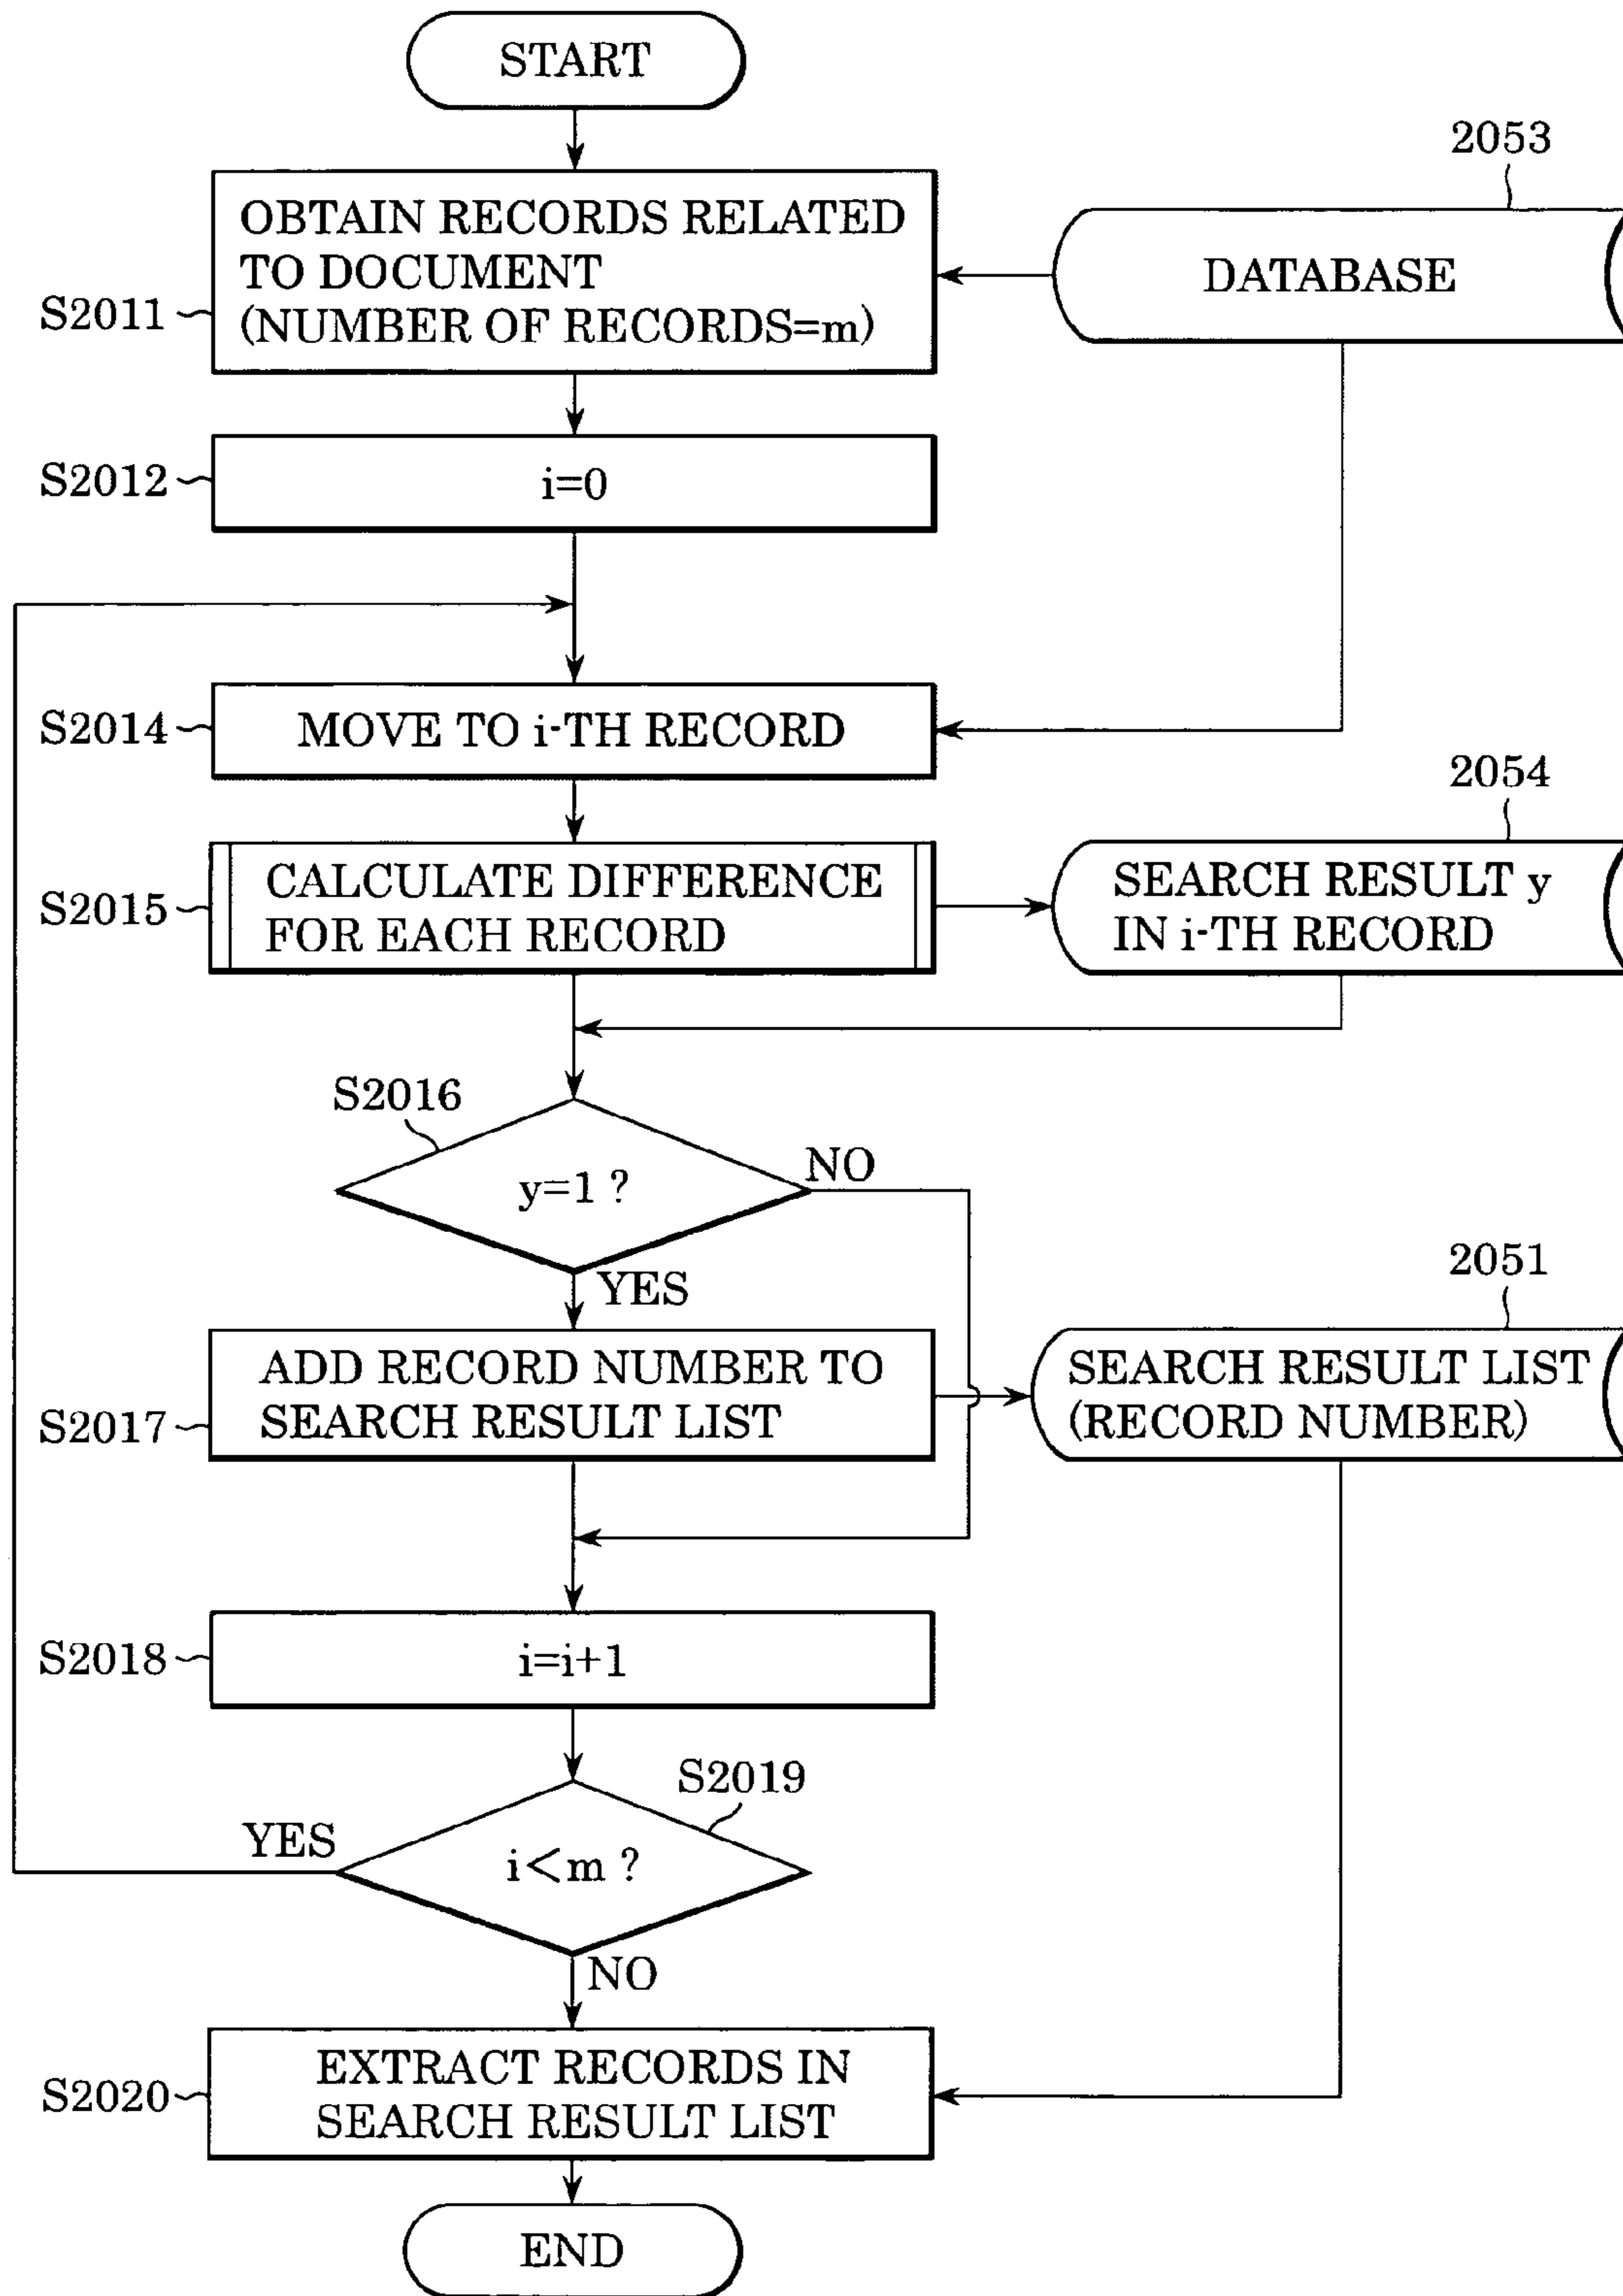 START
2053
OBTAIN RECORDS RELATED
TO DOCUMENT
(NUMBER OF RECORDS=m)
S2011
DATABASE
S2012
i=0
S2014
MOVE TO i-TH RECORD
2054
S2015
CALCULATE DIFFERENCE
FOR EACH RECORD
SEARCH RESULT y
IN i-TH RECORD
S2016
y=1 ?
NO
YES
2051
S2017
ADD RECORD NUMBER TO
SEARCH RESULT LIST
SEARCH RESULT LIST
(RECORD NUMBER)
S2018
i=i+1
S2019
YES
i<m ?
NO
S2020
EXTRACT RECORDS IN
SEARCH RESULT LIST
END